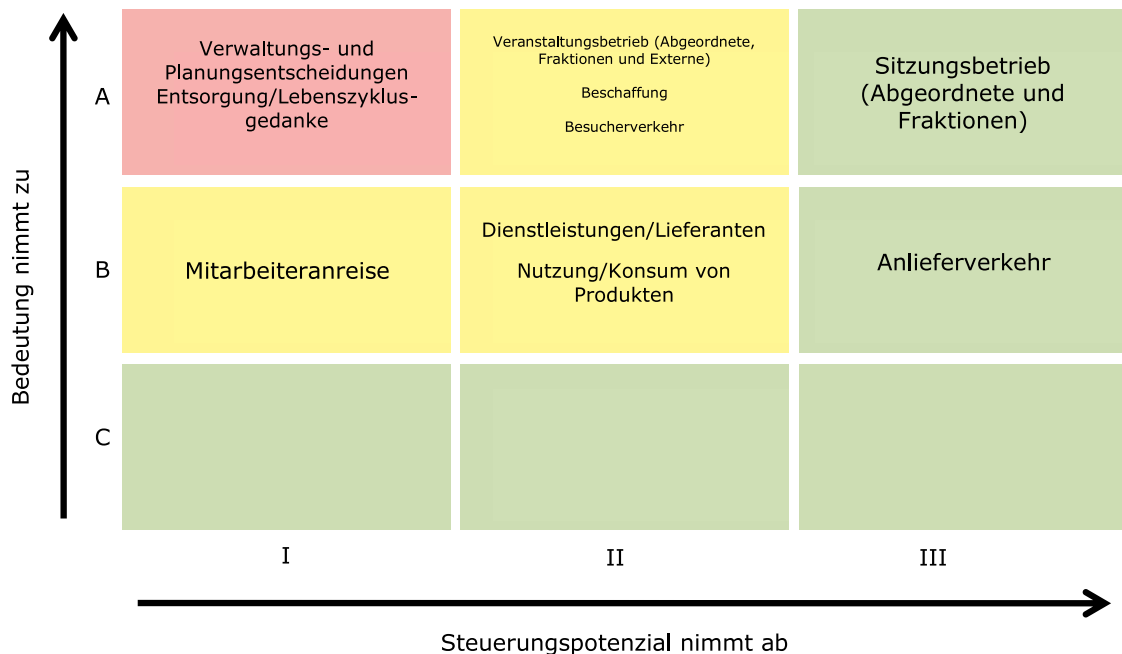 Bedeutung nimmt zu
A
Verwaltungs- und
Planungsentscheidungen
Entsorgung/Lebenszyklus-
gedanke
Veranstaltungsbetrieb (Abgeordnete,
Fraktionen und Externe)
Beschaffung
Besucherverkehr
Sitzungsbetrieb
(Abgeordnete und
Fraktionen)
B
Mitarbeiteranreise
Dienstleistungen/Lieferanten
Nutzung/Konsum von
Produkten
Anlieferverkehr
C
I
II
III
Steuerungspotenzial nimmt ab